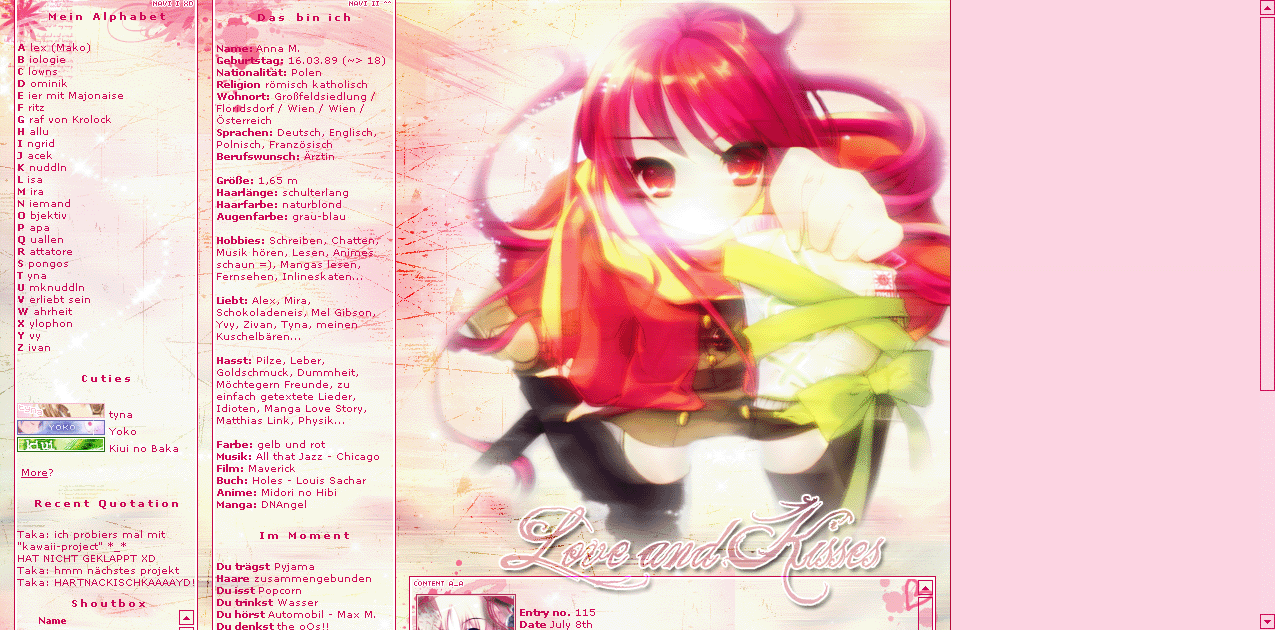 NAVI I XD
Mein Alphabet
A lex (Mako)
B iologie
C lowns
D ominik
E ier mit Majonaise
F ritz
G raf von Krolock
H allu
I ngrid
J acek
K nuddln
L isa
M ira
N iemand
O bjektiv
P apa
Q uallen
R attatore
S pongos
T yna
U mknuddln
V erliebt sein
W ahrheit
X ylophon
Y vy
Z ivan
Cuties
tyna
YOKO
Yoko
kiui
Kiui no Baka
More?
Recent Quotation
Taka: ich probiers mal mit
"kawaii-project" *_*
HAT NICHT GEKLAPPT XD
Taka: hmm nächstes projekt
Taka: HARTNACKISCHKAAAAYD!
Shoutbox
Name
NAVI II ^^
Das bin ich
Name: Anna M.
Geburtstag: 16.03.89 (~> 18)
Nationalität: Polen
Religion römisch katholisch
Wohnort: Großfeldsiedlung /
Floridsdorf / Wien / Wien /
Österreich
Sprachen: Deutsch, Englisch,
Polnisch, Französisch
Berufswunsch: Ärztin
Größe: 1,65 m
Haarlänge: schulterlang
Haarfarbe: naturblond
Augenfarbe: grau-blau
Hobbies: Schreiben, Chatten,
Musik hören, Lesen, Animes
schaun =), Mangas lesen,
Fernsehen, Inlineskaten...
Liebt: Alex, Mira,
Schokoladeneis, Mel Gibson,
Yvy, Zivan, Tyna, meinen
Kuschelbären...
Hasst: Pilze, Leber,
Goldschmuck, Dummheit,
Möchtegern Freunde, zu
einfach getextete Lieder,
Idioten, Manga Love Story,
Matthias Link, Physik...
Farbe: gelb und rot
Musik: All that Jazz - Chicago
Film: Maverick
Buch: Holes - Louis Sachar
Anime: Midori no Hibi
Manga: DNAngel
Im Moment
Du trägst Pyjama
Haare zusammengebunden
Du isst Popcorn
Du trinkst Wasser
Du hörst Automobil - Max M.
Du denkst the oOs!!
Love and Kisses
CONTENT A_A
Entry no. 115
Date July 8th